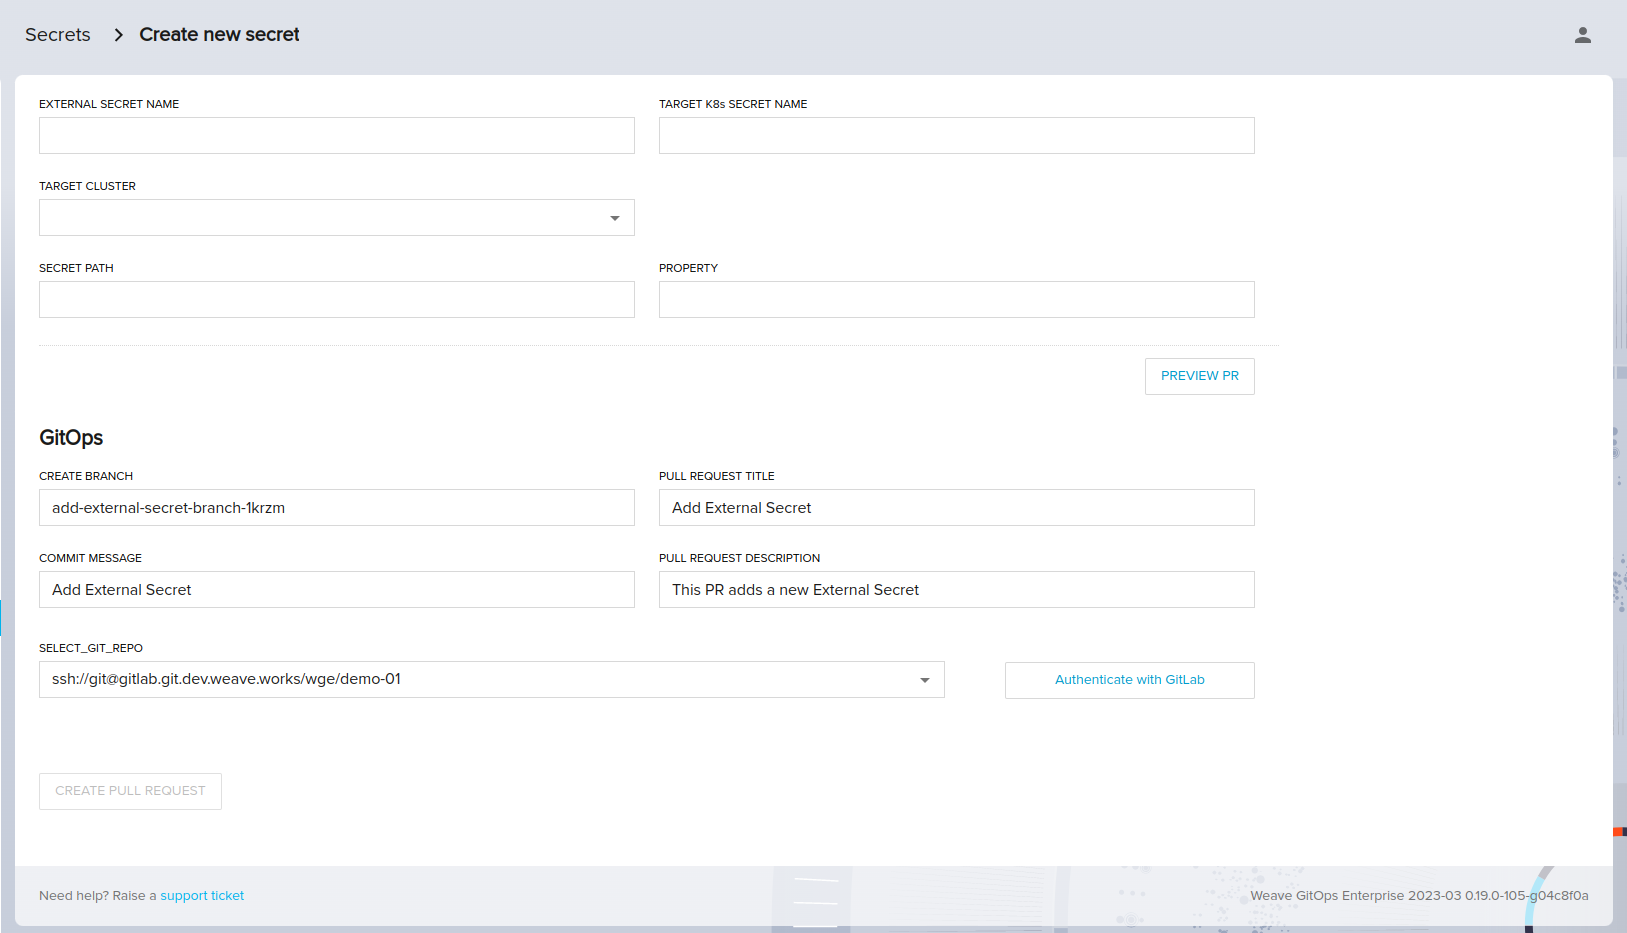 Secrets > Create new secret
EXTERNAL SECRET NAME
TARGET K8s SECRET NAME
TARGET CLUSTER
SECRET PATH
PROPERTY
PREVIEW PR
GitOps
CREATE BRANCH
PULL REQUEST TITLE
add-external-secret-branch-1krzm
Add External Secret
COMMIT MESSAGE
PULL REQUEST DESCRIPTION
Add External Secret
This PR adds a new External Secret
SELECT_GIT_REPO
ssh://git@gitlab.git.dev.weave.works/wge/demo-01
Authenticate with GitLab
CREATE PULL REQUEST
Need help? Raise a support ticket
Weave GitOps Enterprise 2023-03 0.19.0-105-g04c8f0a